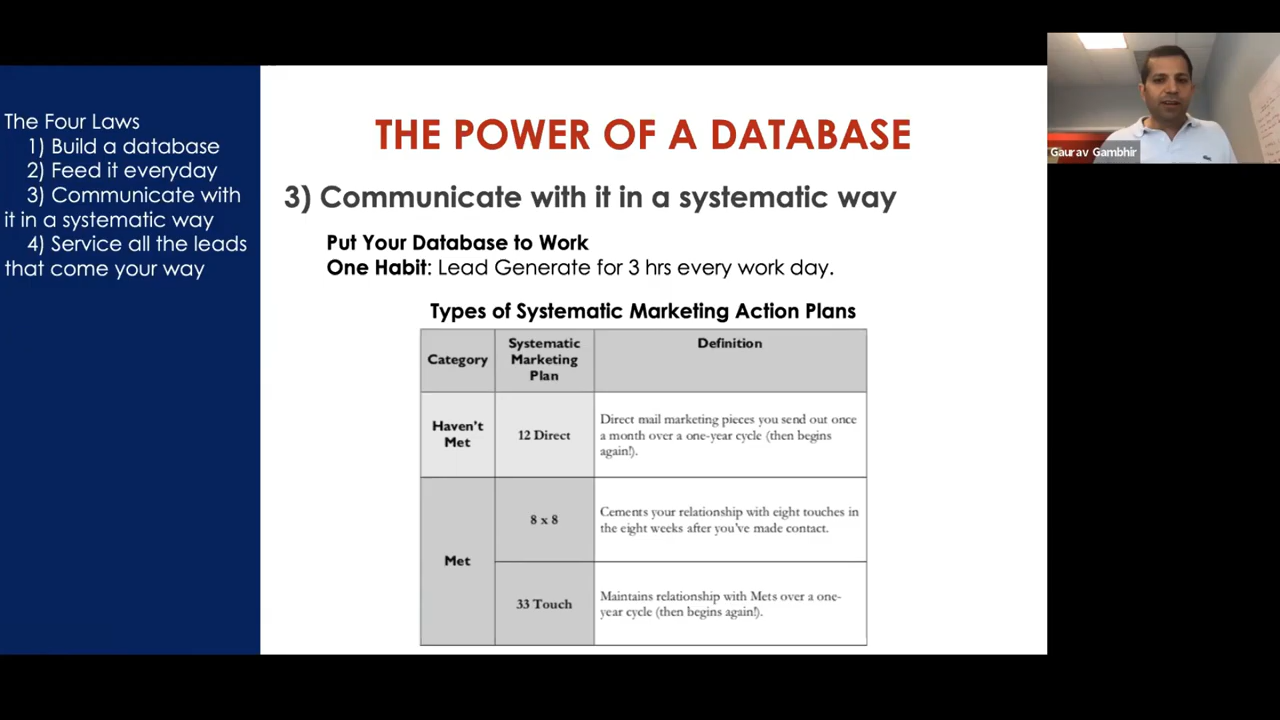 The Four Laws
1) Build a database
2) Feed it everyday
3) Communicate with
it in a systematic way
4) Service all the leads
that come your way
THE POWER OF A DATABASE
3) Communicate with it in a systematic way
Put Your Database to Work
One Habit: Lead Generate for 3 hrs every work day.
Types of Systematic Marketing Action Plans
Category
Systematic
Marketing
Plan
Definition
Haven't
Met
12 Direct
Direct mail marketing pieces you send out once
a month over a one-year cycle (then begins
again!).
Met
8 x 8
Cements your relationship with eight touches in
the eight weeks after you've made contact.
33 Touch
Maintains relationship with Mets over a one-
year cycle (then begins again!).
Gaurav Gambhir